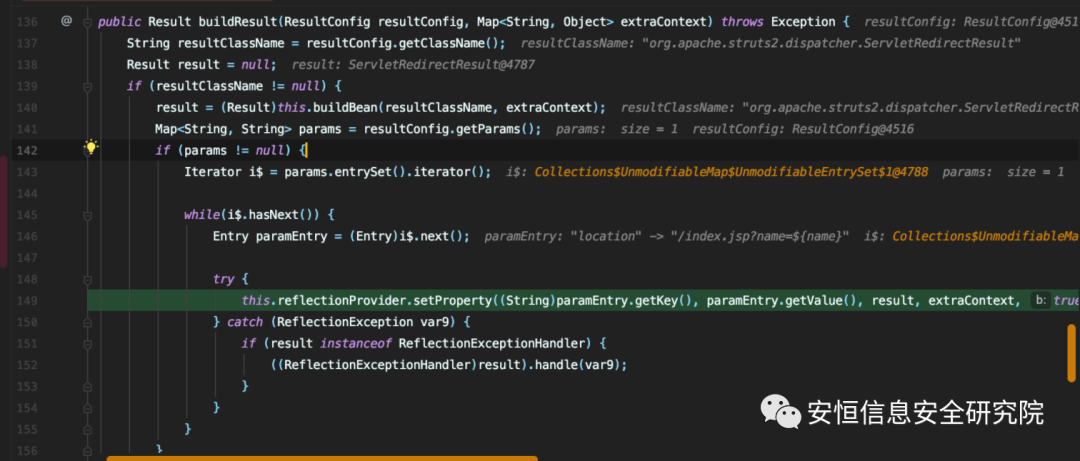 136 @ public Result buildResult(ResultConfig resultConfig, Map<String, Object> extraContext) throws Exception { resultConfig: ResultConfig@451
137 String resultClassName = resultConfig.getClassName(); resultClassName: "org.apache.struts2.dispatcher.ServletRedirectResult"
138 Result result = null; result: ServletRedirectResult@4787
139 if (resultClassName != null) {
140 result = (Result)this.buildBean(resultClassName, extraContext); resultClassName: "org.apache.struts2.dispatcher.ServletRedirectR
141 Map<String, String> params = resultConfig.getParams(); params: size = 1 resultConfig: ResultConfig@4516
142 if (params != null) {
143 Iterator i$ = params.entrySet().iterator(); i$: Collections$UnmodifiableMap$UnmodifiableEntrySet$1@4788 params: size = 1
144
145 while(i$.hasNext()) {
146 Entry paramEntry = (Entry)i$.next(); paramEntry: "location" -> "/index.jsp?name=${name}" i$: Collections$UnmodifiableMa
147
148 try {
149 this.reflectionProvider.setProperty((String)paramEntry.getKey(), paramEntry.getValue(), result, extraContext, b: true
150 } catch (ReflectionException var9) {
151 if (result instanceof ReflectionExceptionHandler) {
152 ((ReflectionExceptionHandler)result).handle(var9);
153 }
154 }
155 }
156 }
安恒信息安全研究院